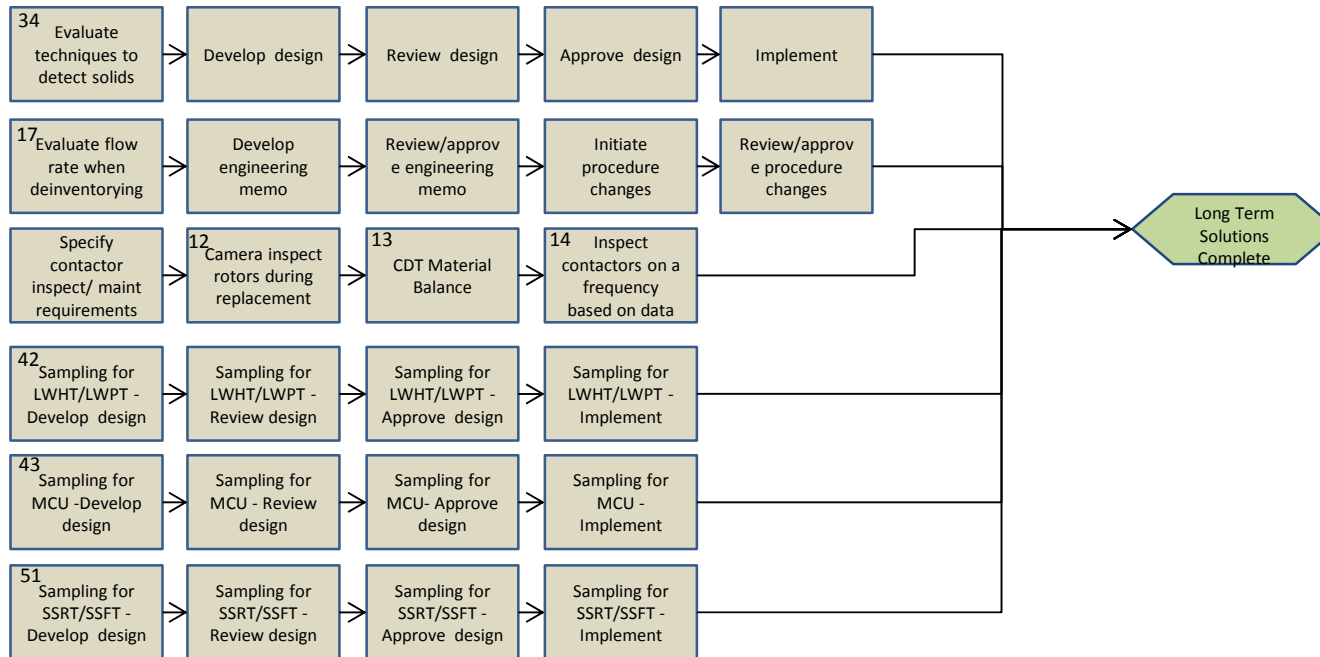 34
Evaluate
techniques to
detect solids
Develop design
Review design
Approve design
Implement
17
Evaluate flow
rate when
deinventorying
Develop
engineering
memo
Review/approv
e engineering
memo
Initiate
procedure
changes
Review/approv
e procedure
changes
Specify
contactor
inspect/ maint
requirements
12
Camera inspect
rotors during
replacement
13
CDT Material
Balance
14
Inspect
contactors on a
frequency
based on data
Long Term
Solutions
Complete
42
Sampling for
LWHT/LWPT -
Develop design
Sampling for
LWHT/LWPT -
Review design
Sampling for
LWHT/LWPT -
Approve design
Sampling for
LWHT/LWPT -
Implement
43
Sampling for
MCU -Develop
design
Sampling for
MCU - Review
design
Sampling for
MCU- Approve
design
Sampling for
MCU -
Implement
51
Sampling for
SSRT/SSFT -
Develop design
Sampling for
SSRT/SSFT -
Review design
Sampling for
SSRT/SSFT -
Approve design
Sampling for
SSRT/SSFT -
Implement